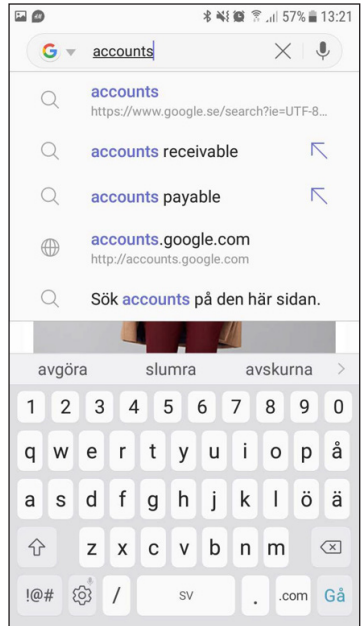 57% 13:21
G accounts
accounts
https://www.google.se/search?ie=UTF-8...
accounts receivable
accounts payable
accounts.google.com
http://accounts.google.com
Sök accounts på den här sidan.
avgöra slumra avskurna
1 2 3 4 5 6 7 8 9 0
q w e r t y u i o p å
a s d f g h j k l ö ä
z x c v b n m
!@# / sv . .com Gå